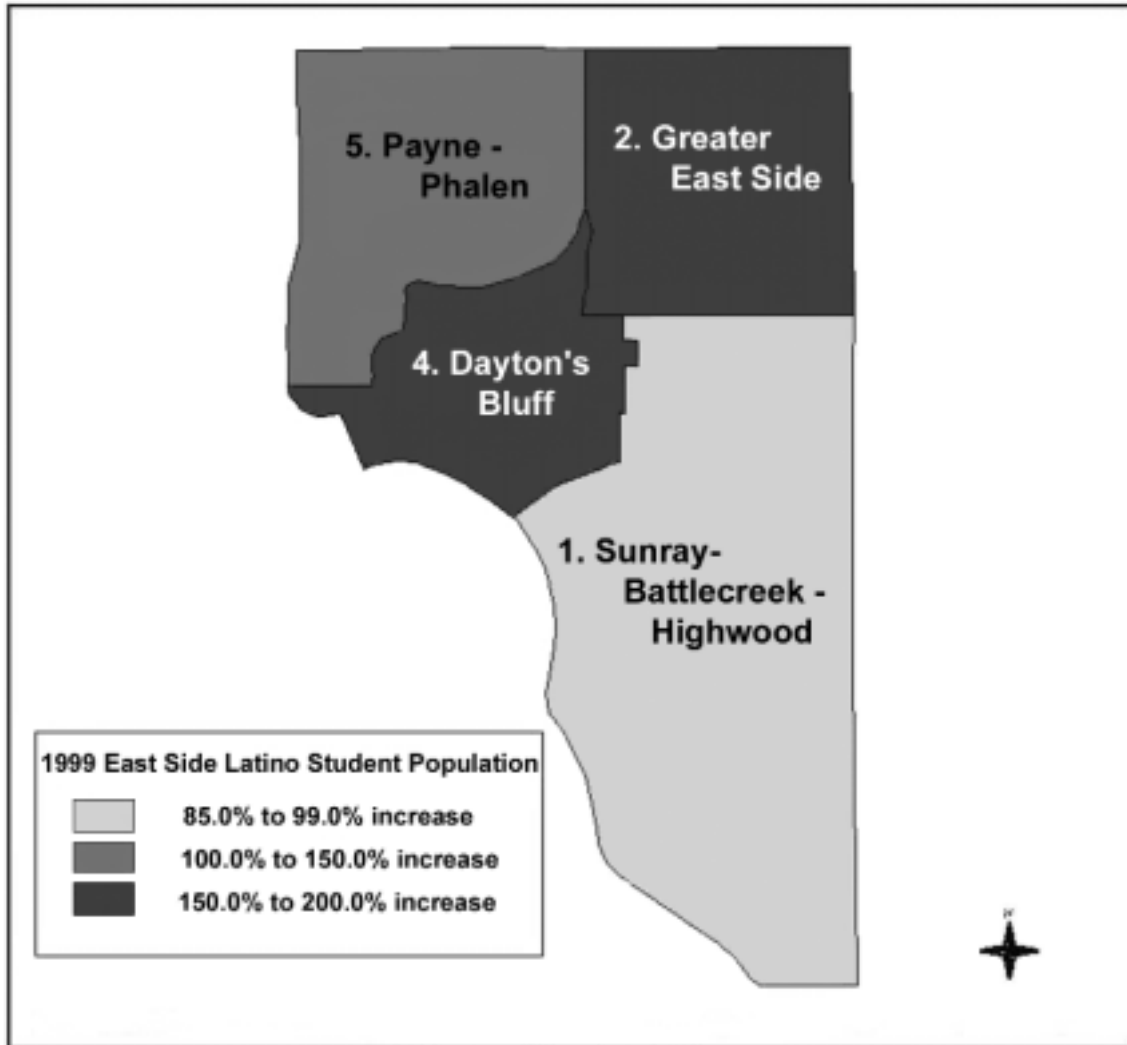 5. Payne -
Phalen
2. Greater
East Side
4. Dayton's
Bluff
1. Sunray-
Battlecreek -
Highwood
1999 East Side Latino Student Population
85.0% to 99.0% increase
100.0% to 150.0% increase
150.0% to 200.0% increase